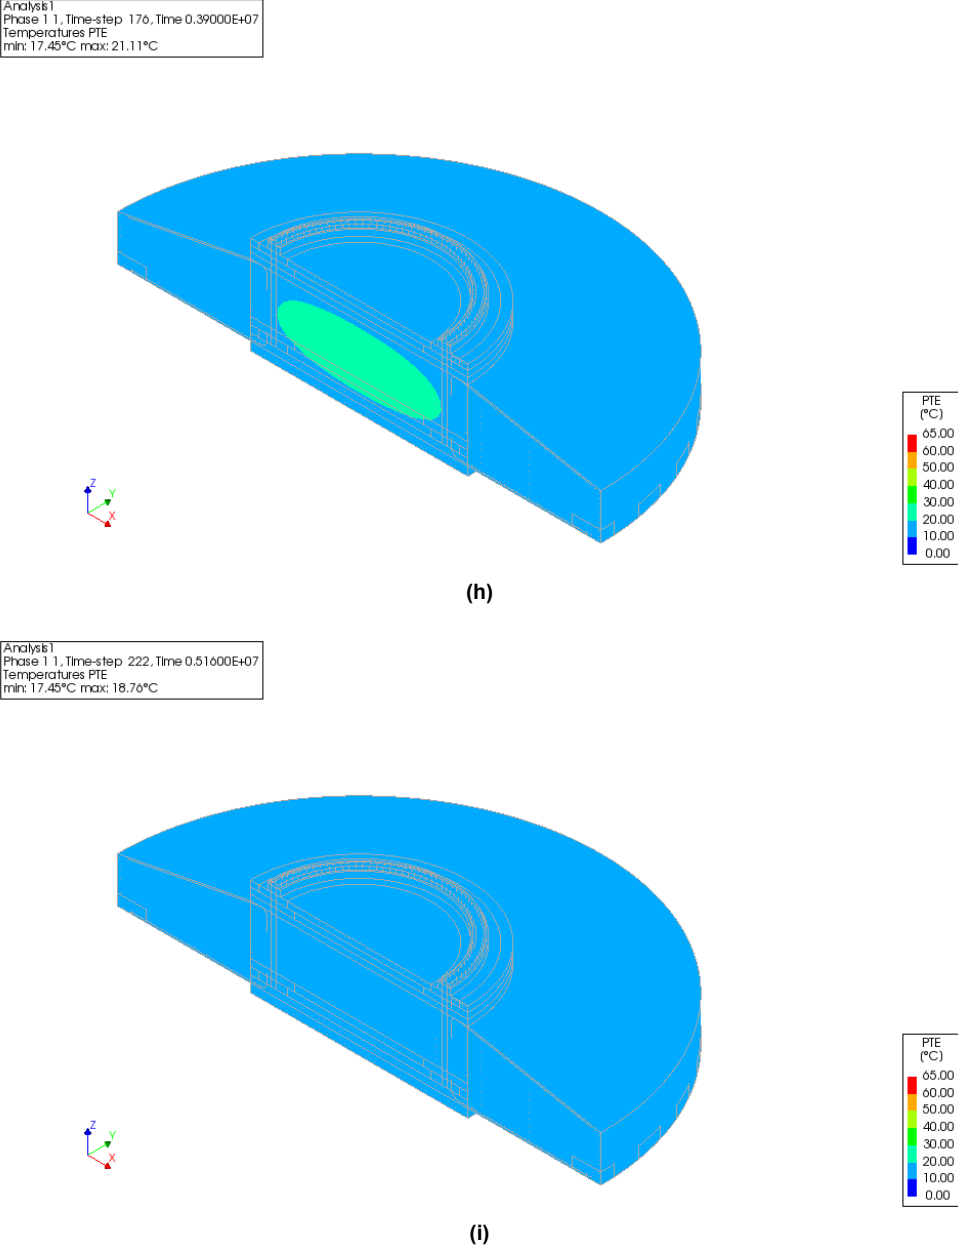 Analysis1
Phase 1 1, Time-step 176, Time 0.39000E+07
Temperatures PTE
min: 17.45°C max: 21.11°C
PTE
(°C)
65.00
60.00
50.00
40.00
30.00
20.00
10.00
0.00
Z
Y
X
(h)
Analysis1
Phase 1 1, Time-step 222, Time 0.51600E+07
Temperatures PTE
min: 17.45°C max: 18.76°C
PTE
(°C)
65.00
60.00
50.00
40.00
30.00
20.00
10.00
0.00
Z
Y
X
(i)